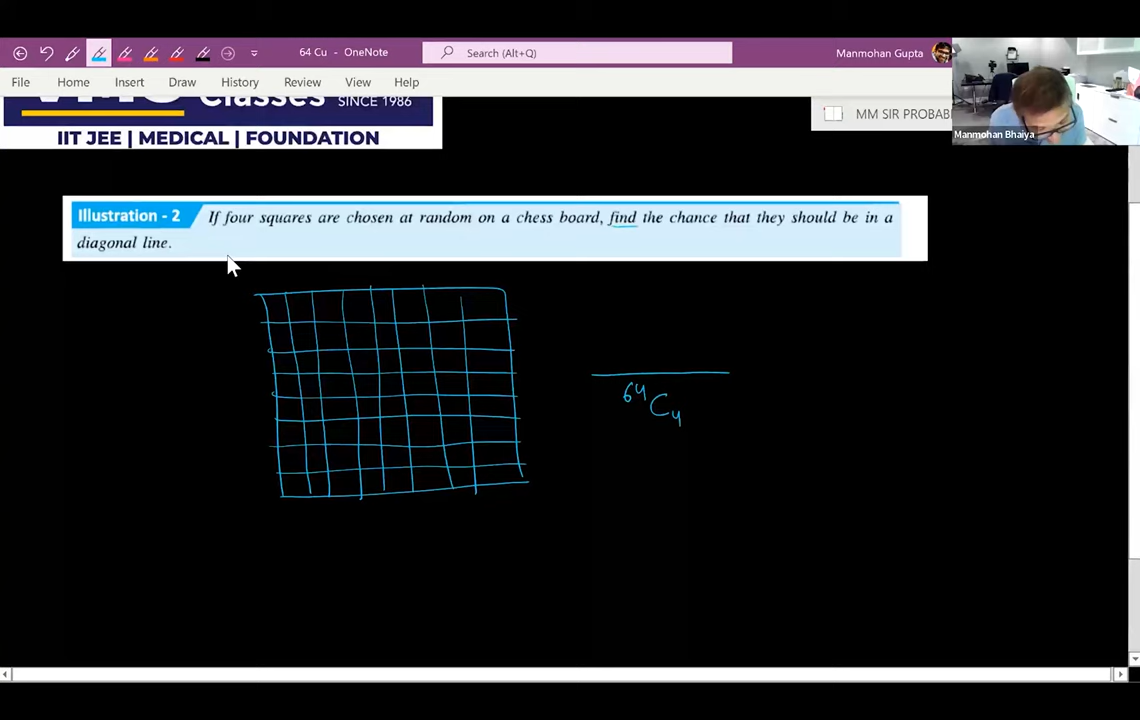 64 Cu - OneNote
Search (Alt+Q)
Manmohan Gupta
File Home Insert Draw History Review View Help
Classes SINCE 1986
IIT JEE | MEDICAL | FOUNDATION
MM SIR PROBAB
Manmohan Bhaiya
Illustration - 2 If four squares are chosen at random on a chess board, find the chance that they should be in a
diagonal line.
64C4